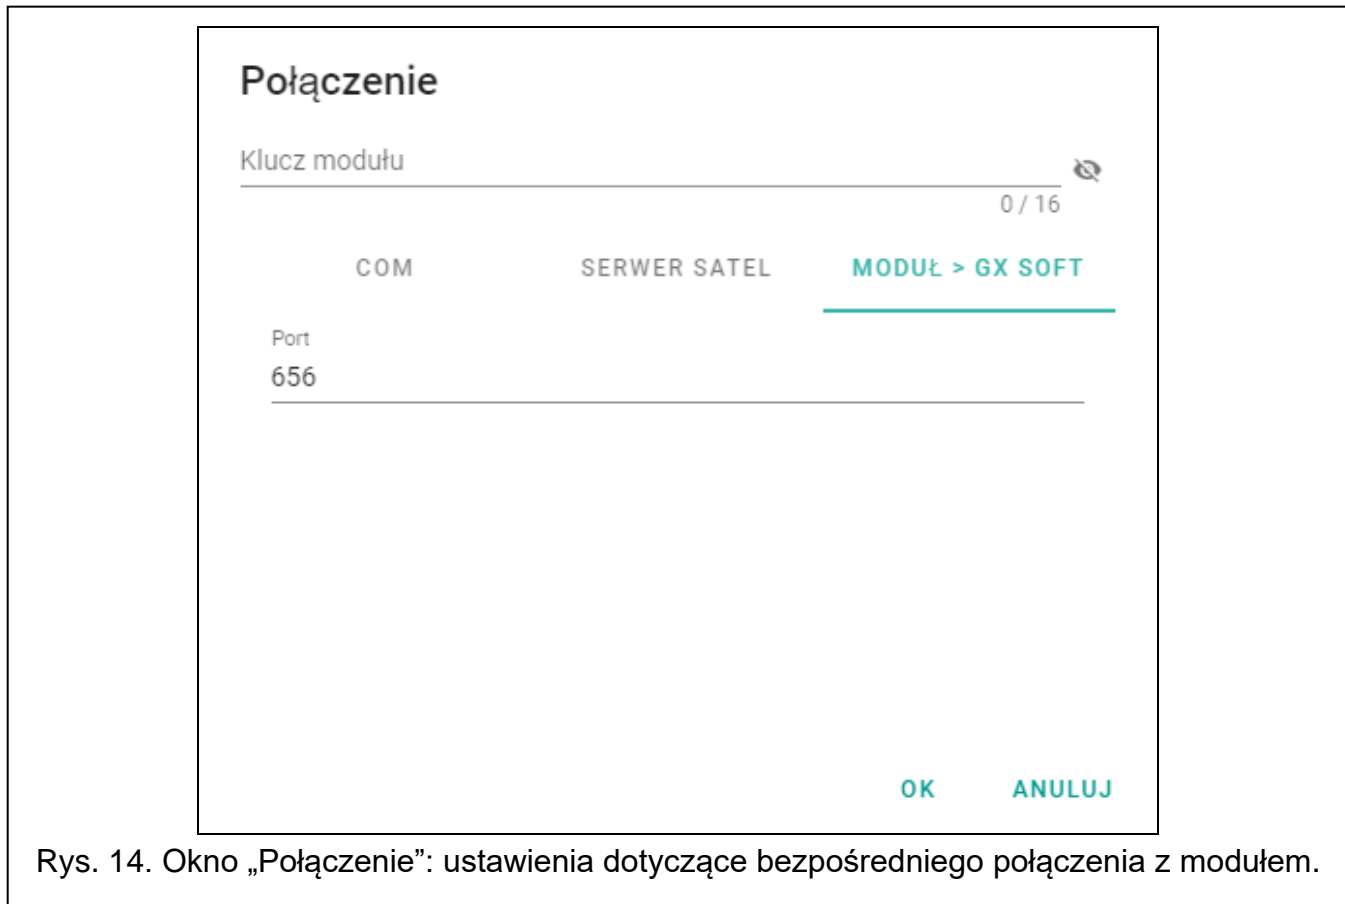 Połączenie
Klucz modułu
0 / 16
COM SERWER SATEL MODUŁ > GX SOFT
Port
656
OK ANULUJ
Rys. 14. Okno „Połączenie”: ustawienia dotyczące bezpośredniego połączenia z modułem.